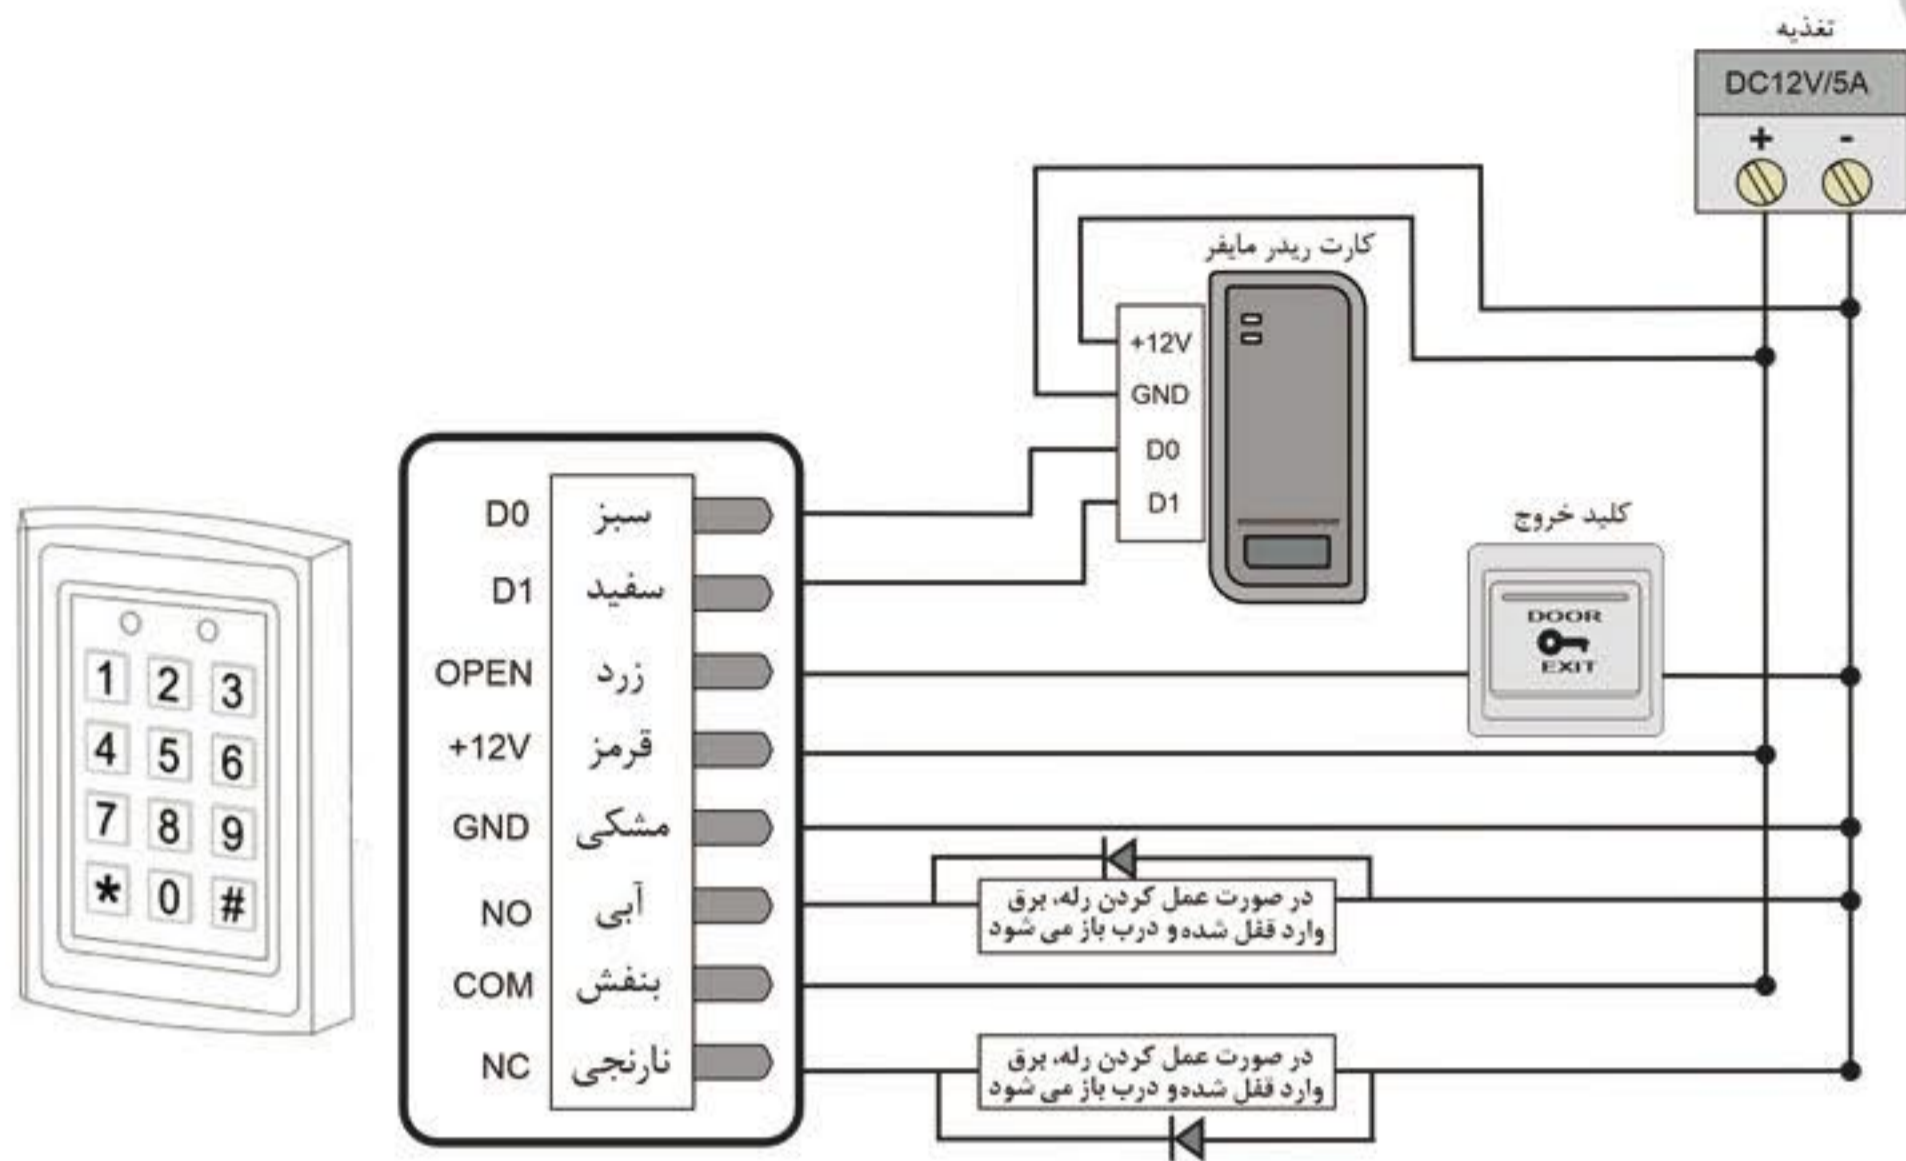 تغذیه
DC12V/5A
+ -
کارت ریدر مایفر
+12V
GND
D0
D1
کلید خروج
DOOR
EXIT
D0 سبز
D1 سفید
OPEN زرد
+12V قرمز
GND مشکی
NO آبی
COM بنفش
NC نارنجی
1 2 3
4 5 6
7 8 9
* 0 #
در صورت عمل کردن رله، برق
وارد قفل شده و درب باز می شود
در صورت عمل کردن رله، برق
وارد قفل شده و درب باز می شود